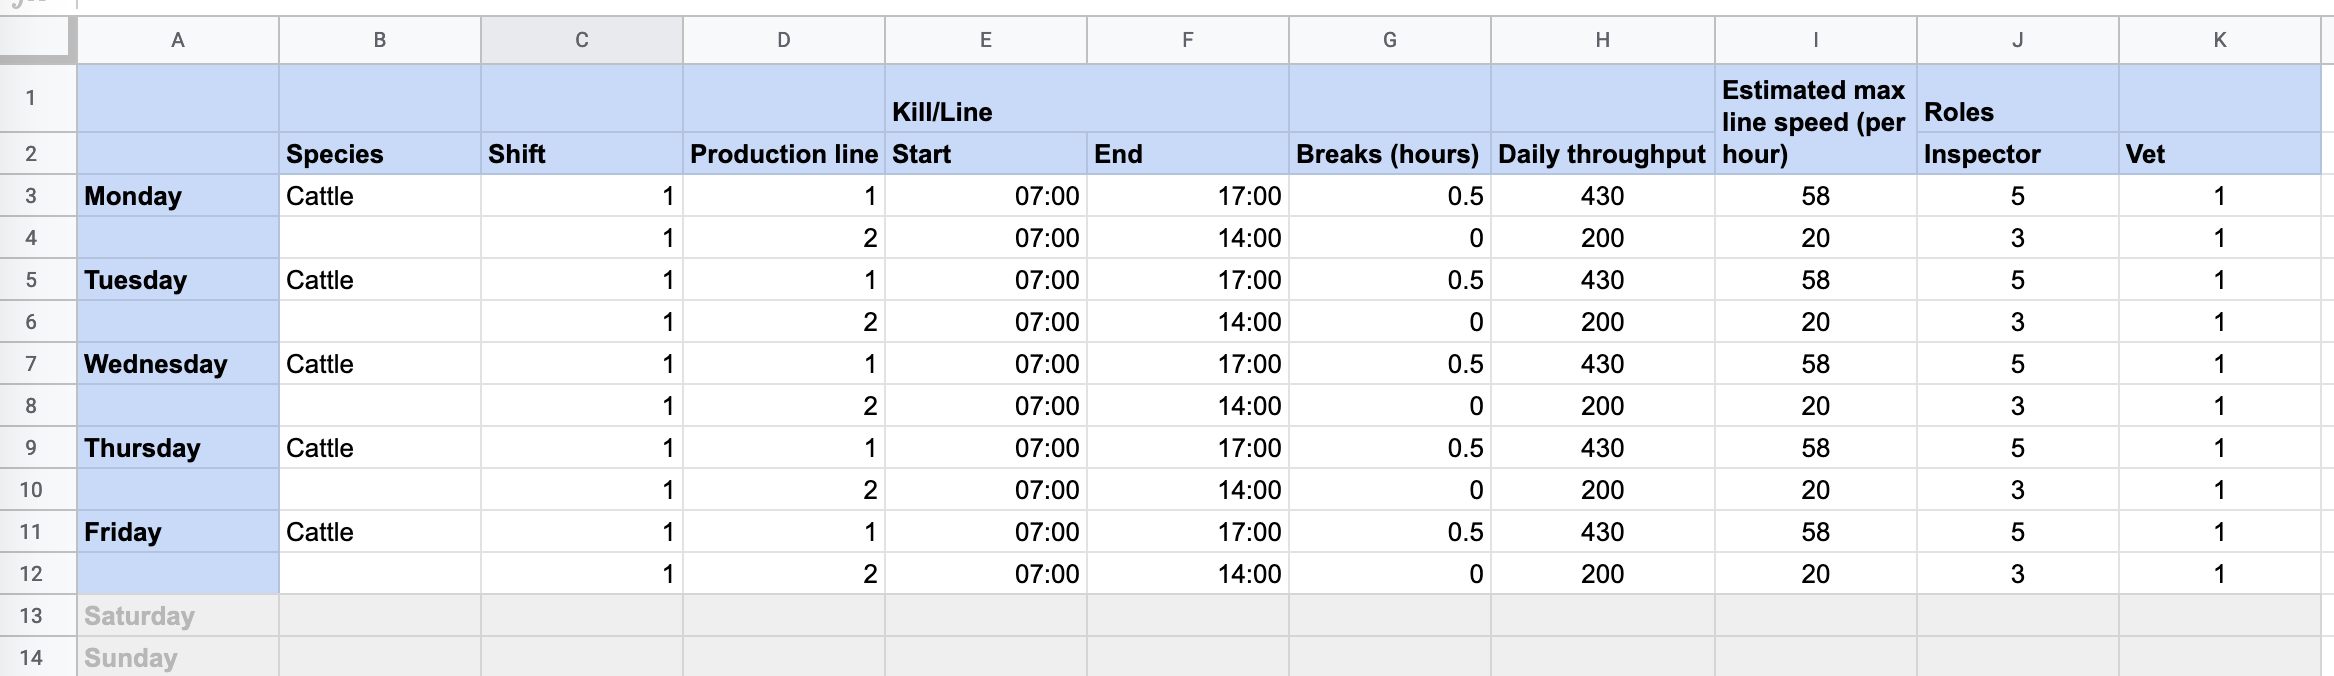 A B C D E F G H I J K
1 Kill/Line Estimated max line speed (per hour) Roles
2 Species Shift Production line Start End Breaks (hours) Daily throughput Inspector Vet
3 Monday Cattle 1 1 07:00 17:00 0.5 430 58 5 1
4 1 2 07:00 14:00 0 200 20 3 1
5 Tuesday Cattle 1 1 07:00 17:00 0.5 430 58 5 1
6 1 2 07:00 14:00 0 200 20 3 1
7 Wednesday Cattle 1 1 07:00 17:00 0.5 430 58 5 1
8 1 2 07:00 14:00 0 200 20 3 1
9 Thursday Cattle 1 1 07:00 17:00 0.5 430 58 5 1
10 1 2 07:00 14:00 0 200 20 3 1
11 Friday Cattle 1 1 07:00 17:00 0.5 430 58 5 1
12 1 2 07:00 14:00 0 200 20 3 1
13 Saturday
14 Sunday